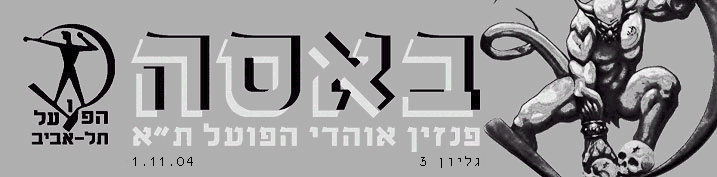 באסה
פנזין אוהדי הפועל ת״א
גליון 3
1.11.04
הפועל
תל-אביב